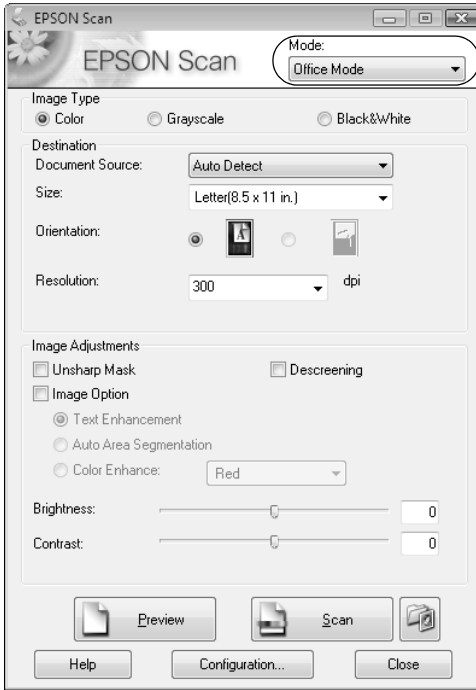 EPSON Scan
EPSON Scan
Mode:
Office Mode
Image Type
Color Grayscale Black&White
Destination
Document Source: Auto Detect
Size: Letter(8.5 x 11 in.)
Orientation:
Resolution: 300 dpi
Image Adjustments
Unsharp Mask Descreening
Image Option
Text Enhancement
Auto Area Segmentation
Color Enhance: Red
Brightness: 0
Contrast: 0
Preview Scan
Help Configuration... Close